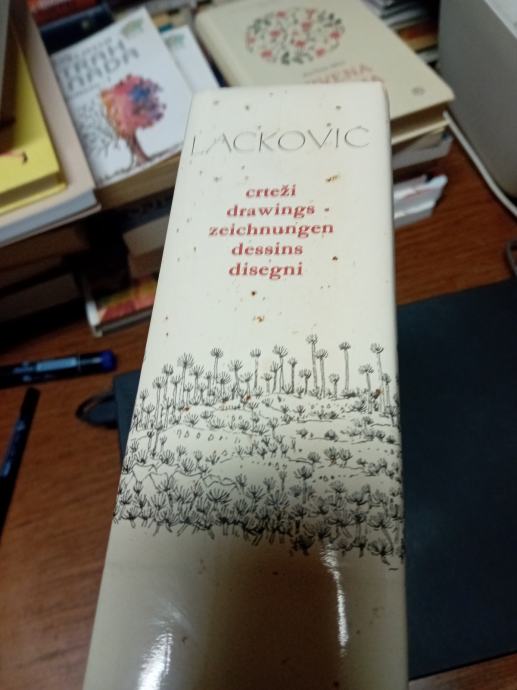 LACKOVIĆ
crteži
drawings
zeichnungen
dessins
disegni